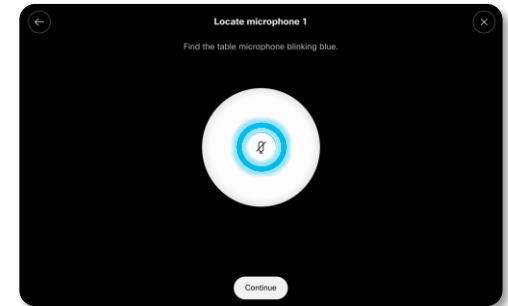 Locate microphone 1
Find the table microphone blinking blue.
Continue